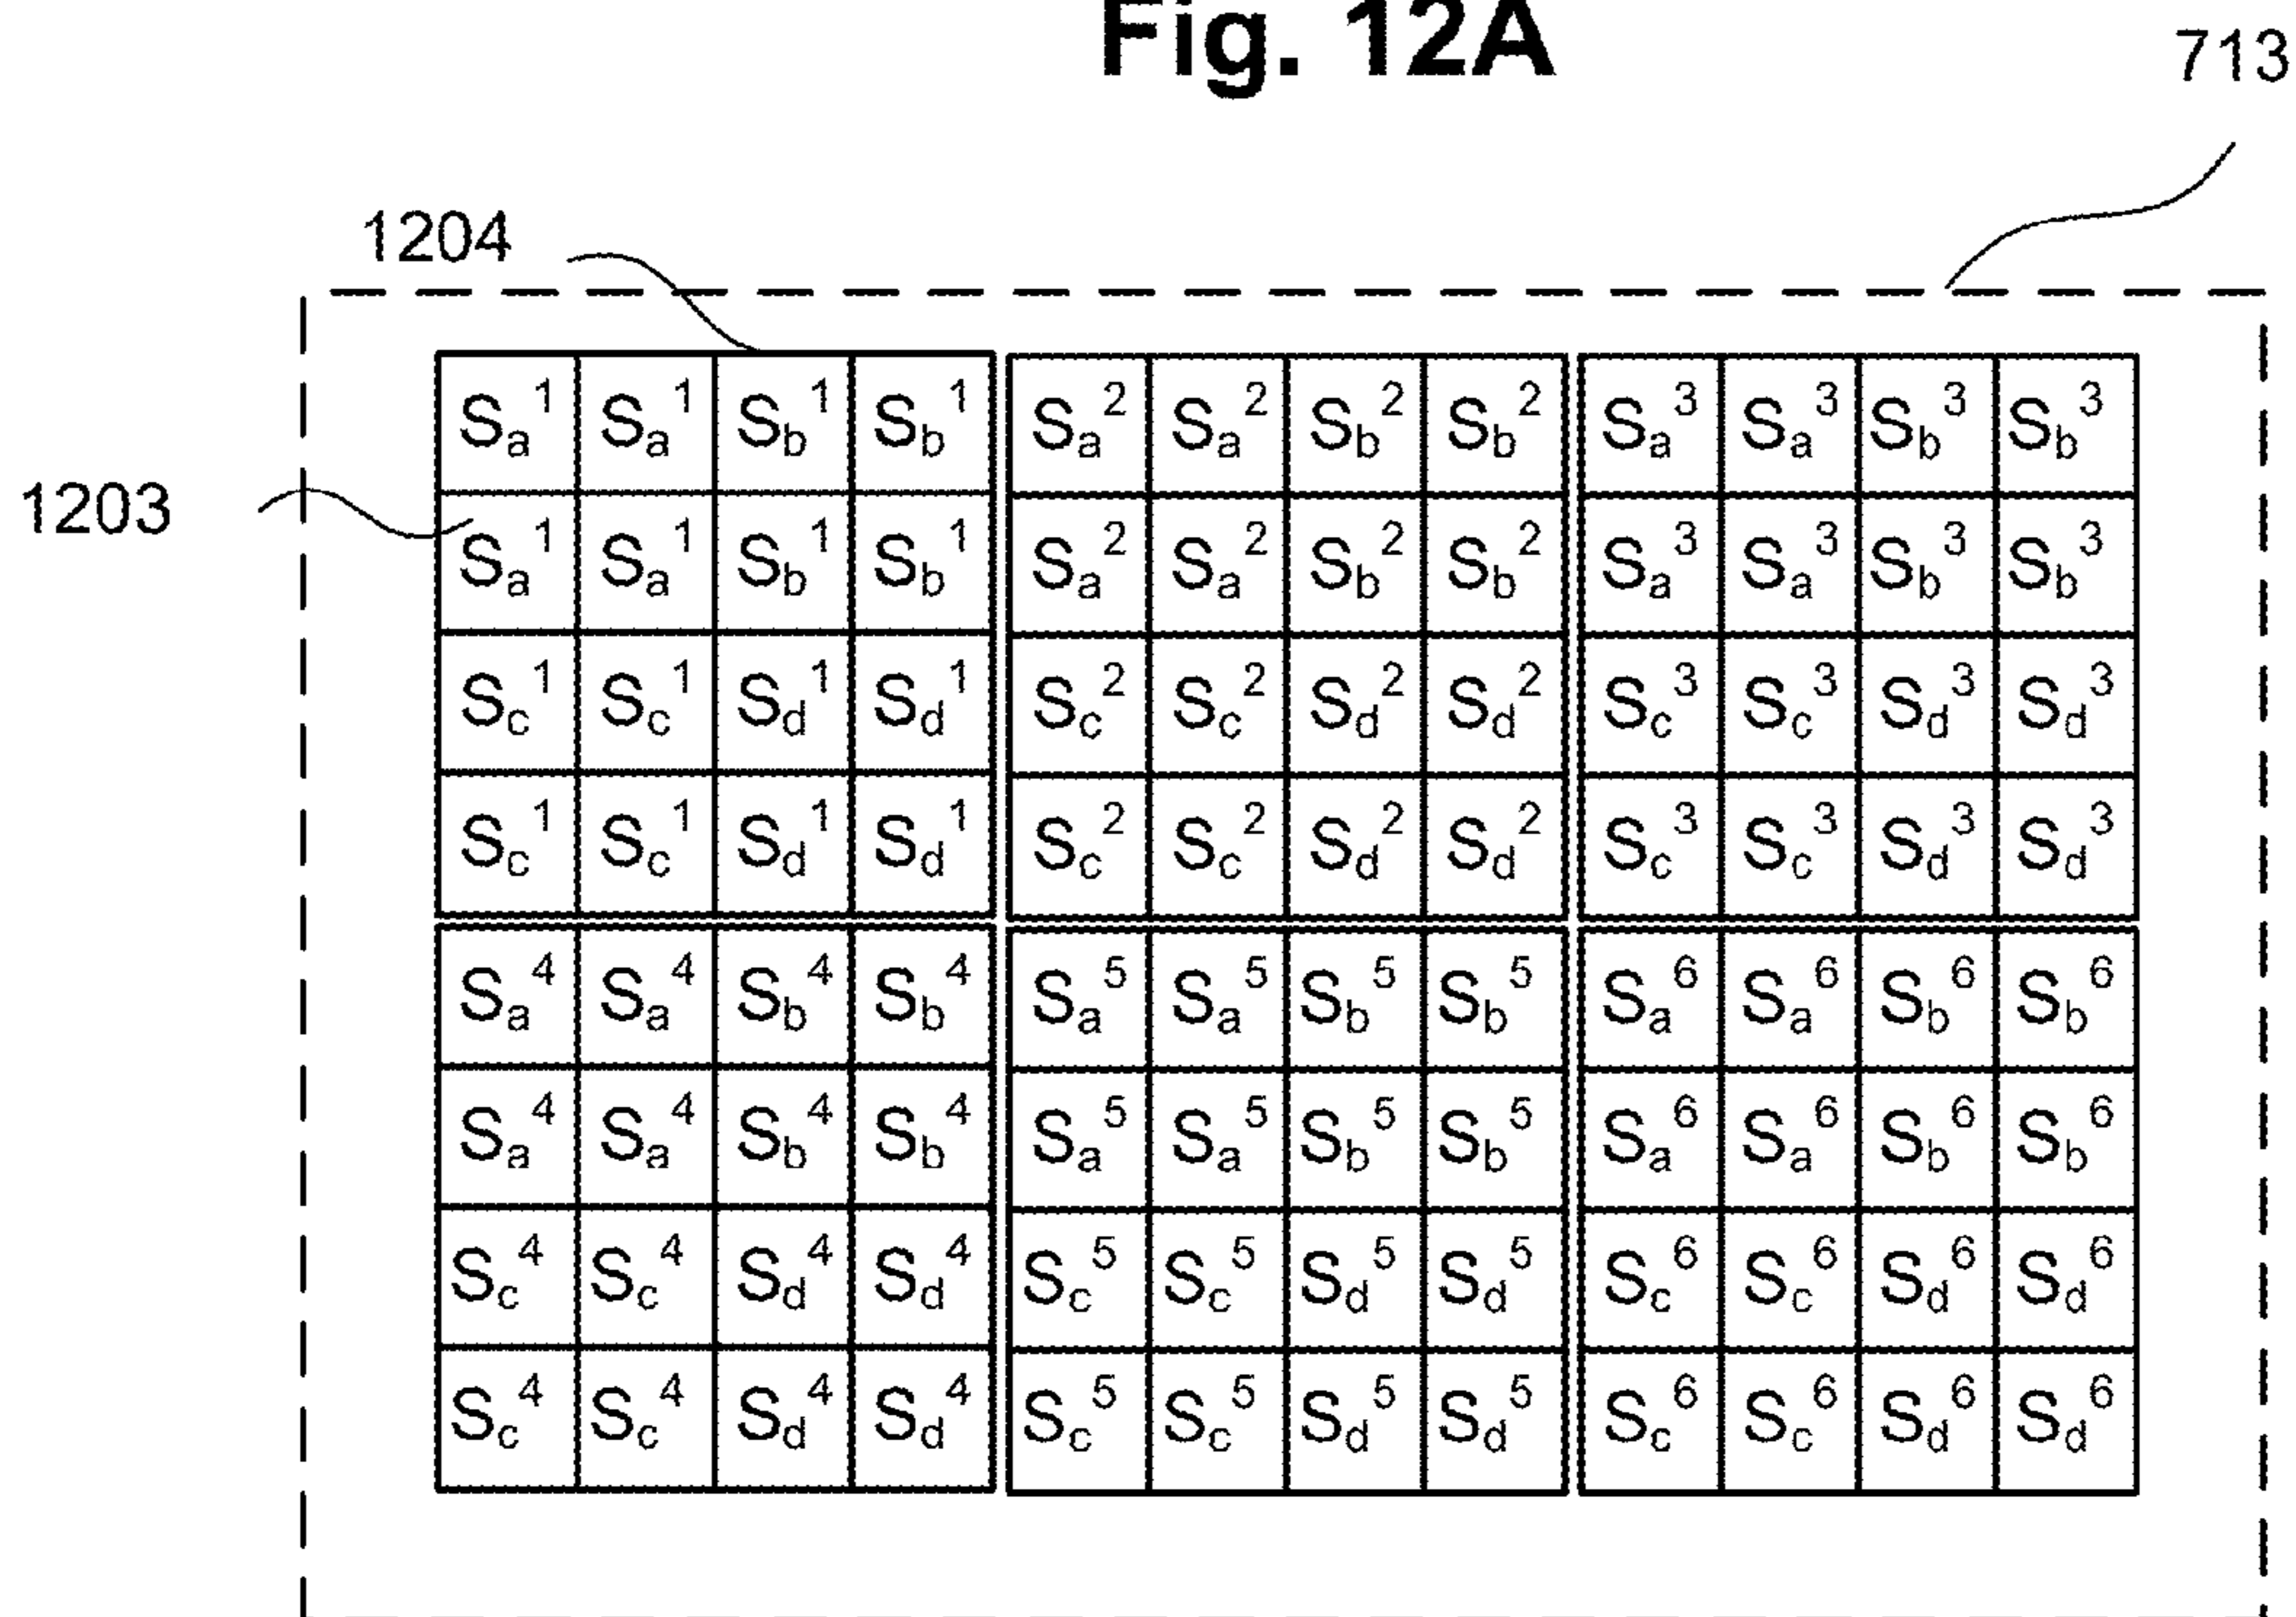 Fig. 12A
713
1204
1203
Sa1 Sa1 Sb1 Sb1 Sa2 Sa2 Sb2 Sb2 Sa3 Sa3 Sb3 Sb3
Sa1 Sa1 Sb1 Sb1 Sa2 Sa2 Sb2 Sb2 Sa3 Sa3 Sb3 Sb3
Sc1 Sc1 Sd1 Sd1 Sc2 Sc2 Sd2 Sd2 Sc3 Sc3 Sd3 Sd3
Sc1 Sc1 Sd1 Sd1 Sc2 Sc2 Sd2 Sd2 Sc3 Sc3 Sd3 Sd3
Sa4 Sa4 Sb4 Sb4 Sa5 Sa5 Sb5 Sb5 Sa6 Sa6 Sb6 Sb6
Sa4 Sa4 Sb4 Sb4 Sa5 Sa5 Sb5 Sb5 Sa6 Sa6 Sb6 Sb6
Sc4 Sc4 Sd4 Sd4 Sc5 Sc5 Sd5 Sd5 Sc6 Sc6 Sd6 Sd6
Sc4 Sc4 Sd4 Sd4 Sc5 Sc5 Sd5 Sd5 Sc6 Sc6 Sd6 Sd6